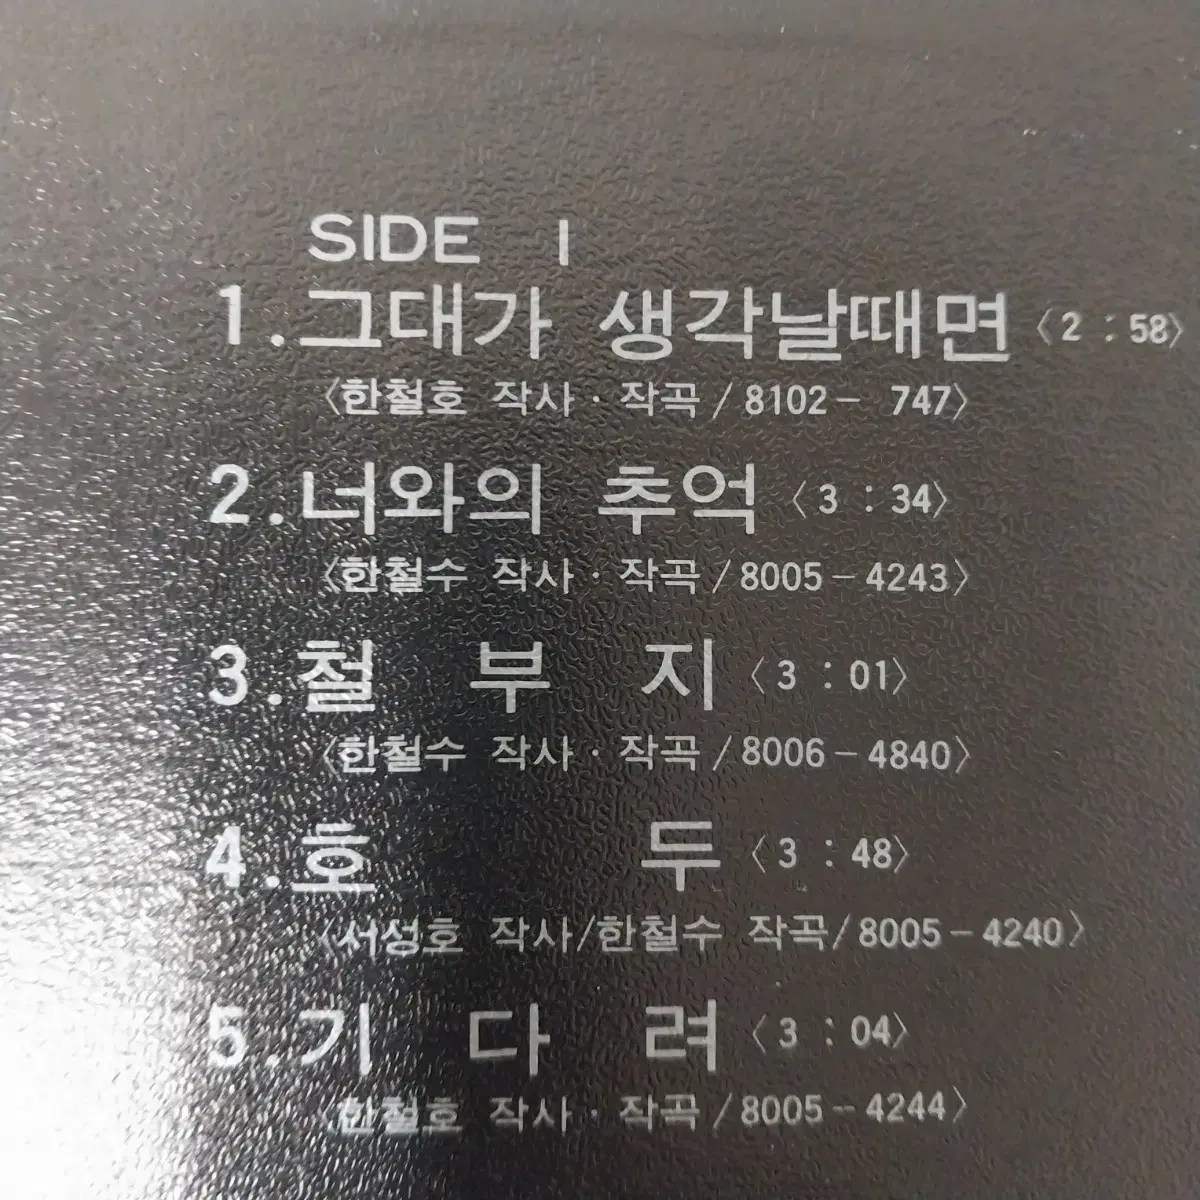 SIDE I
1.그대가 생각날때면〈2:58〉
〈한철호 작사·작곡/8102- 747〉
2.너와의 추억〈3:34〉
〈한철수 작사·작곡/8005-4243〉
3.철 부 지〈3:01〉
〈한철수 작사·작곡/8006-4840〉
4.호 두〈3:48〉
〈서성호 작사/한철수 작곡/8005-4240〉
5.기 다 려〈3:04〉
〈한철호 작사·작곡/8005-4244〉